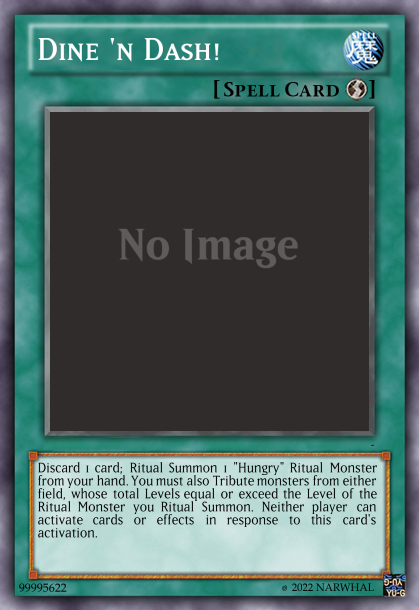 DINE 'N DASH!
魔
[SPELL CARD ]
No Image
-
Discard 1 card; Ritual Summon 1 "Hungry" Ritual Monster
from your hand. You must also Tribute monsters from either
field, whose total Levels equal or exceed the Level of the
Ritual Monster you Ritual Summon. Neither player can
activate cards or effects in response to this card's
activation.
99995622
© 2022 NARWHAL
YU-G